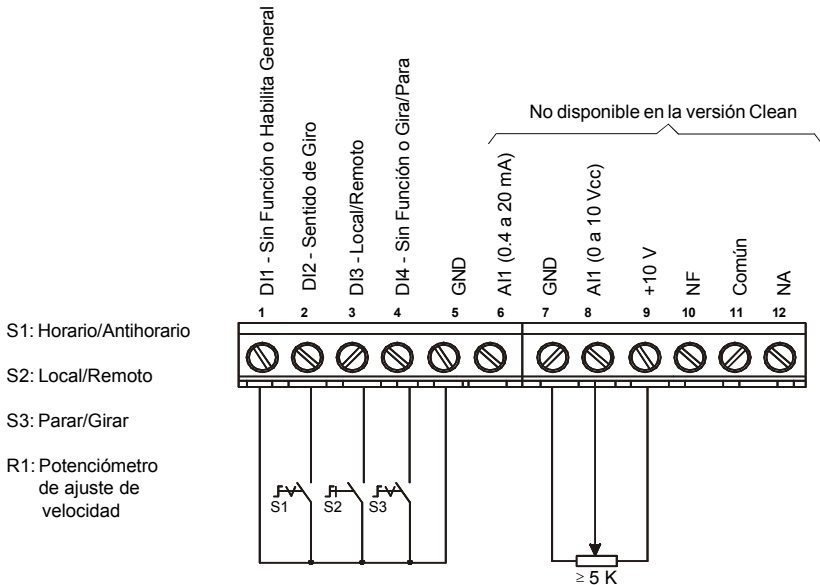 DI1 - Sin Función o Habilita General
DI2 - Sentido de Giro
DI3 - Local/Remoto
DI4 - Sin Función o Gira/Para
GND
AI1 (0.4 a 20 mA)
GND
AI1 (0 a 10 Vcc)
+10 V
NF
Común
NA
No disponible en la versión Clean
1 2 3 4 5 6 7 8 9 10 11 12
S1: Horario/Antihorario
S2: Local/Remoto
S3: Parar/Girar
R1: Potenciómetro
de ajuste de
velocidad
S1 S2 S3
≥ 5 K